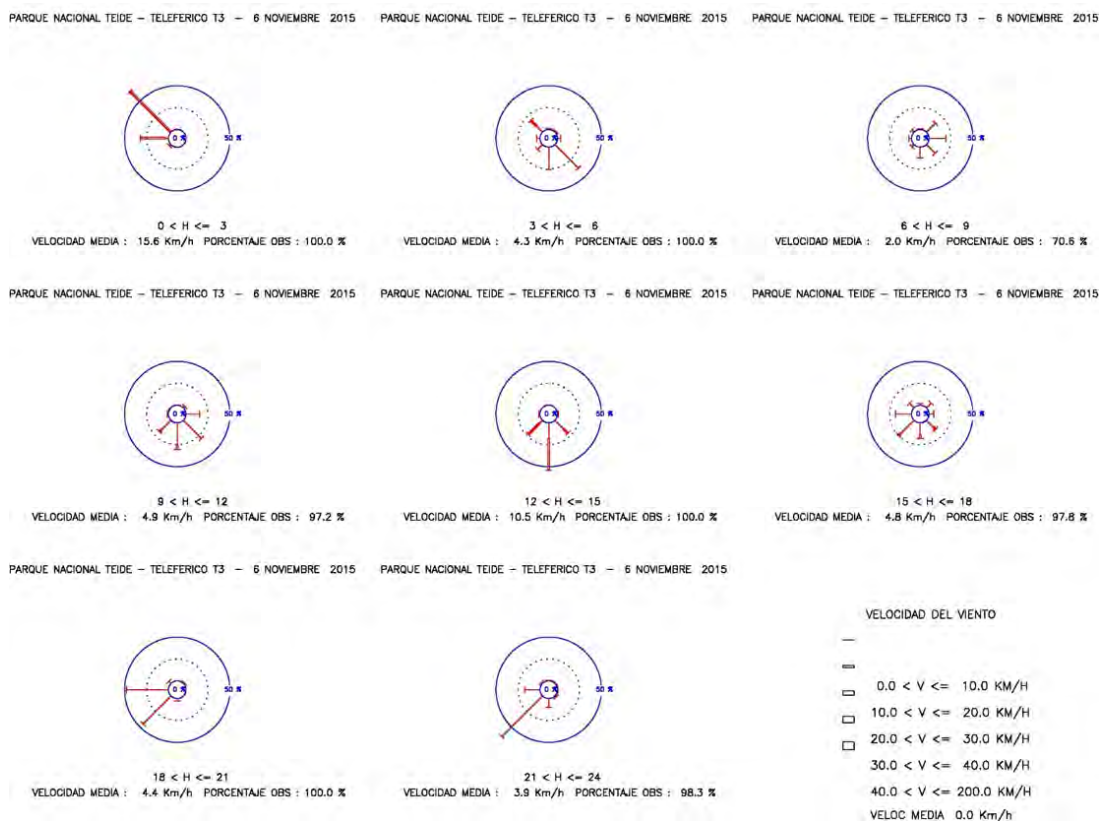 PARQUE NACIONAL TEIDE - TELEFERICO T3 - 6 NOVIEMBRE 2015
PARQUE NACIONAL TEIDE - TELEFERICO T3 - 6 NOVIEMBRE 2015
PARQUE NACIONAL TEIDE - TELEFERICO T3 - 6 NOVIEMBRE 2015
0 % 50 %
0 % 50 %
0 % 50 %
0 < H <= 3
3 < H <= 6
6 < H <= 9
VELOCIDAD MEDIA : 15.6 Km/h PORCENTAJE OBS : 100.0 %
VELOCIDAD MEDIA : 4.3 Km/h PORCENTAJE OBS : 100.0 %
VELOCIDAD MEDIA : 2.0 Km/h PORCENTAJE OBS : 70.6 %
PARQUE NACIONAL TEIDE - TELEFERICO T3 - 6 NOVIEMBRE 2015
PARQUE NACIONAL TEIDE - TELEFERICO T3 - 6 NOVIEMBRE 2015
PARQUE NACIONAL TEIDE - TELEFERICO T3 - 6 NOVIEMBRE 2015
0 % 50 %
0 % 50 %
0 % 50 %
9 < H <= 12
12 < H <= 15
15 < H <= 18
VELOCIDAD MEDIA : 4.9 Km/h PORCENTAJE OBS : 97.2 %
VELOCIDAD MEDIA : 10.5 Km/h PORCENTAJE OBS : 100.0 %
VELOCIDAD MEDIA : 4.8 Km/h PORCENTAJE OBS : 97.8 %
PARQUE NACIONAL TEIDE - TELEFERICO T3 - 6 NOVIEMBRE 2015
PARQUE NACIONAL TEIDE - TELEFERICO T3 - 6 NOVIEMBRE 2015
0 % 50 %
0 % 50 %
18 < H <= 21
21 < H <= 24
VELOCIDAD MEDIA : 4.4 Km/h PORCENTAJE OBS : 100.0 %
VELOCIDAD MEDIA : 3.9 Km/h PORCENTAJE OBS : 98.3 %
VELOCIDAD DEL VIENTO
0.0 < V <= 10.0 KM/H
10.0 < V <= 20.0 KM/H
20.0 < V <= 30.0 KM/H
30.0 < V <= 40.0 KM/H
40.0 < V <= 200.0 KM/H
VELOC MEDIA 0.0 Km/h